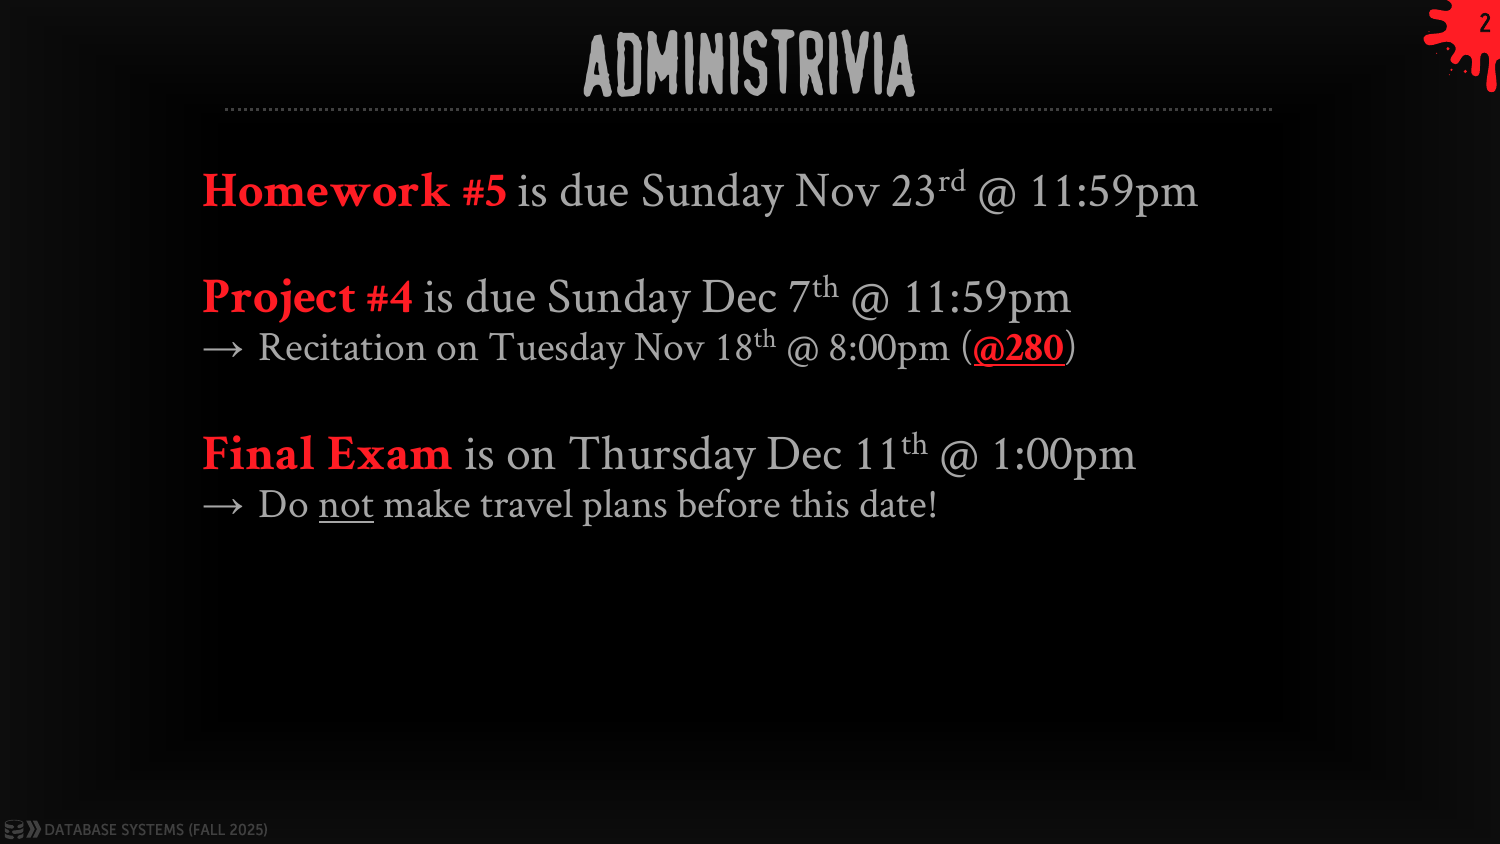 ADMINISTRIVIA
2
Homework #5 is due Sunday Nov 23rd @ 11:59pm
Project #4 is due Sunday Dec 7th @ 11:59pm
→ Recitation on Tuesday Nov 18th @ 8:00pm (@280)
Final Exam is on Thursday Dec 11th @ 1:00pm
→ Do not make travel plans before this date!
DATABASE SYSTEMS (FALL 2025)